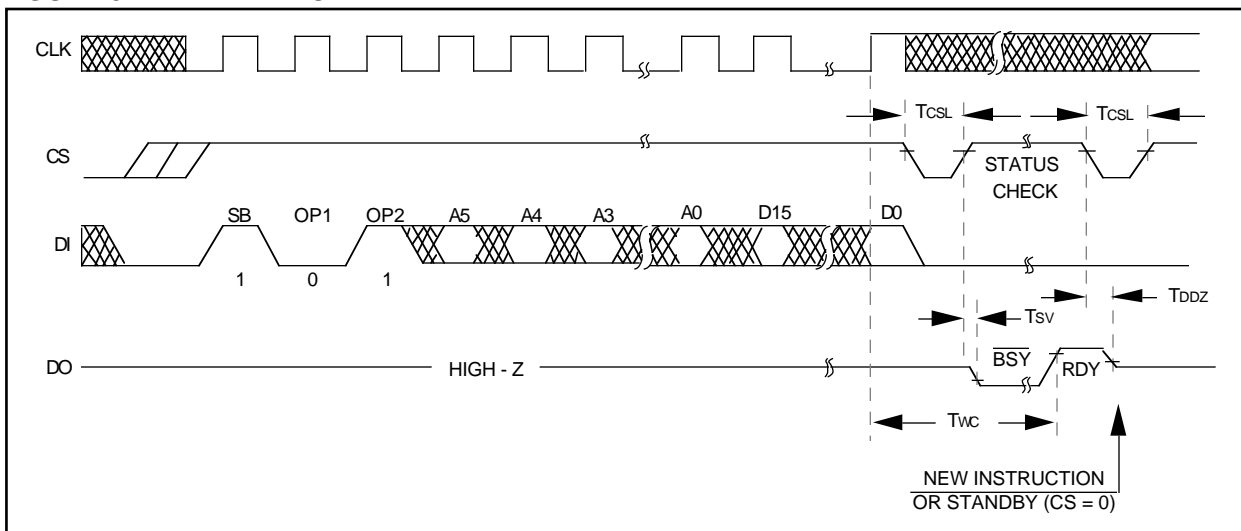 CLK
TCSL
TCSL
CS
STATUS
CHECK
SB OP1 OP2 A5 A4 A3 A0 D15 D0
DI
1 0 1
TDDZ
TSV
DO HIGH - Z BSY RDY
TWC
NEW INSTRUCTION
OR STANDBY (CS = 0)